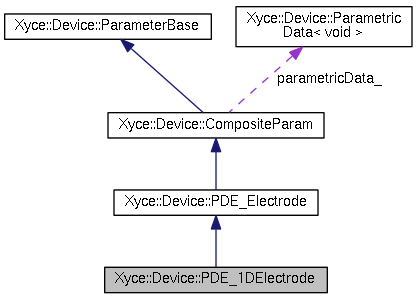 Xyce::Device::ParameterBase
Xyce::Device::Parametric
Data< void >
parametricData_
Xyce::Device::CompositeParam
Xyce::Device::PDE_Electrode
Xyce::Device::PDE_1DElectrode